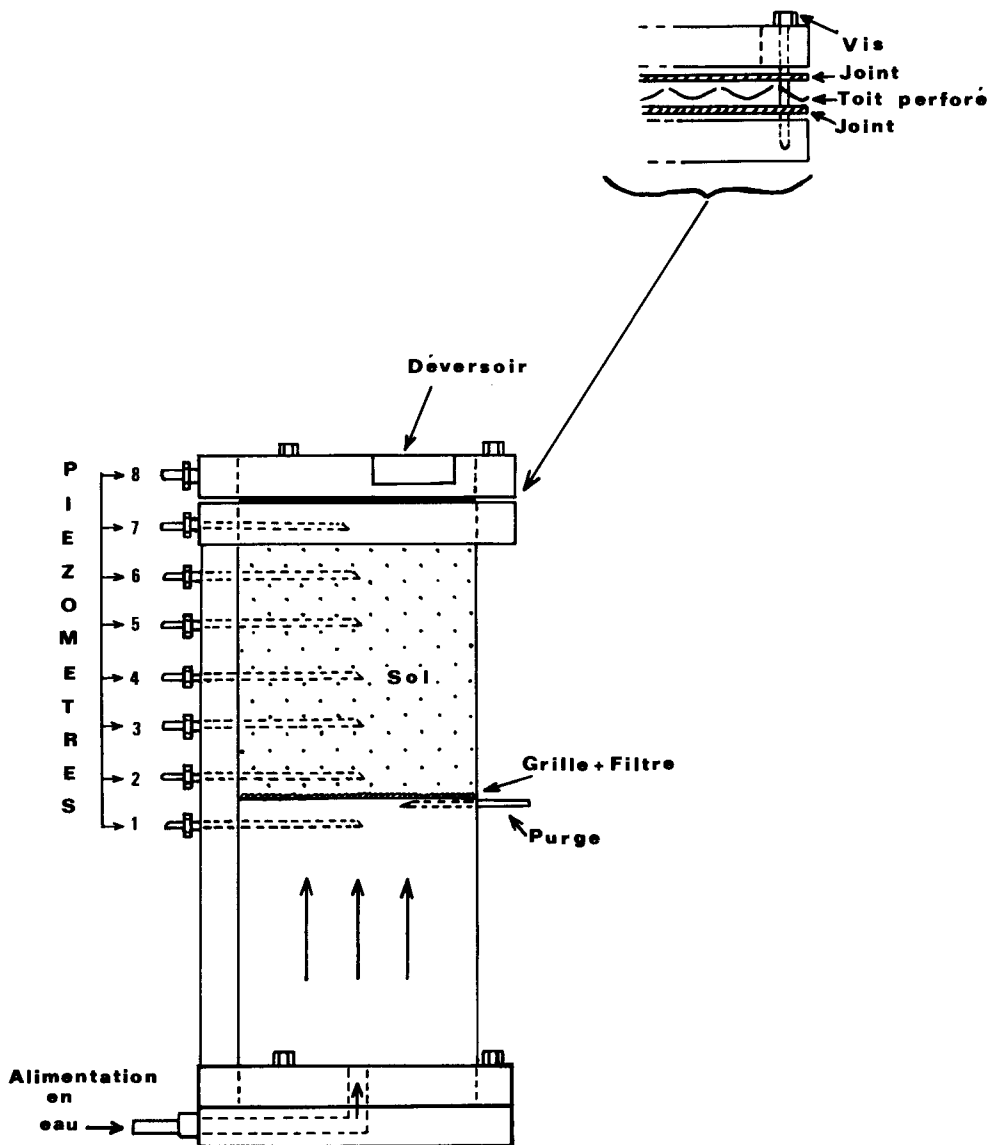 Vis
Joint
Toit perforé
Joint
Déversoir
PIEZOMETRES
8
7
6
5
4
3
2
1
Sol
Grille + Filtre
Purge
Alimentation
en
eau